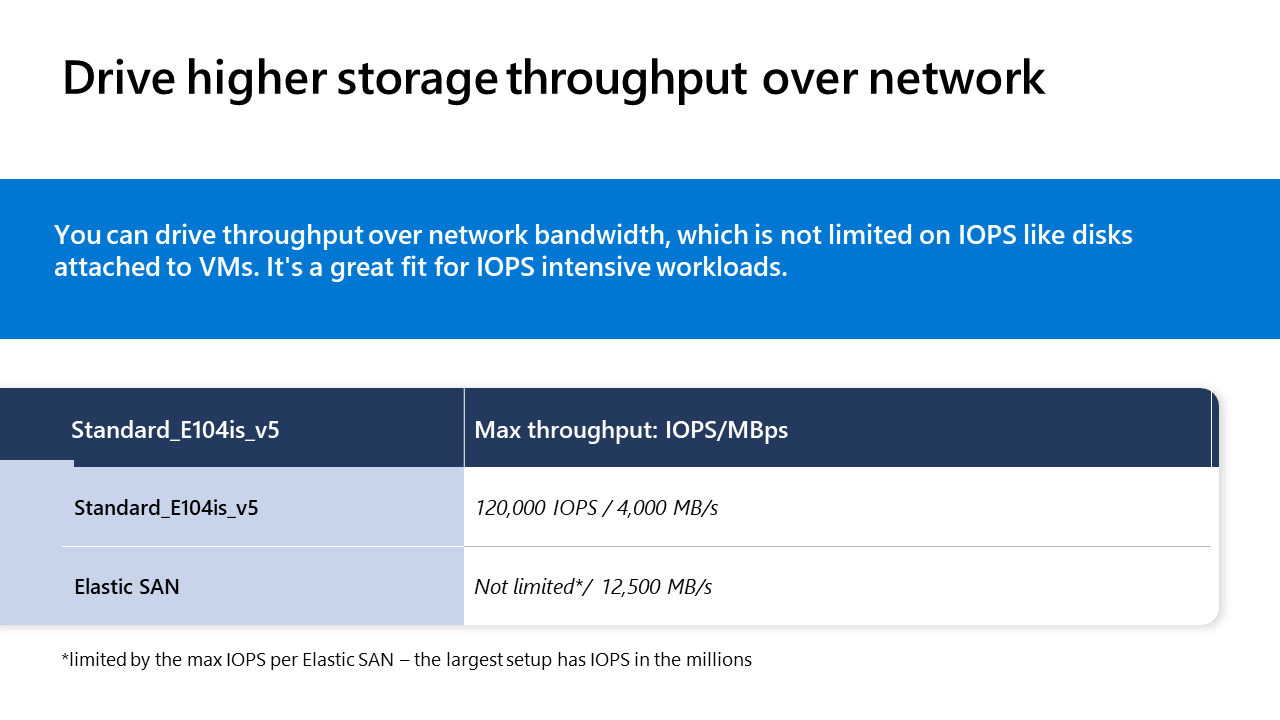 Drive higher storage throughput over network
You can drive throughput over network bandwidth, which is not limited on IOPS like disks
attached to VMs. It's a great fit for IOPS intensive workloads.
Standard_E104is_v5
Max throughput: IOPS/MBps
Standard_E104is_v5
120,000 IOPS / 4,000 MB/s
Elastic SAN
Not limited*/ 12,500 MB/s
*limited by the max IOPS per Elastic SAN – the largest setup has IOPS in the millions